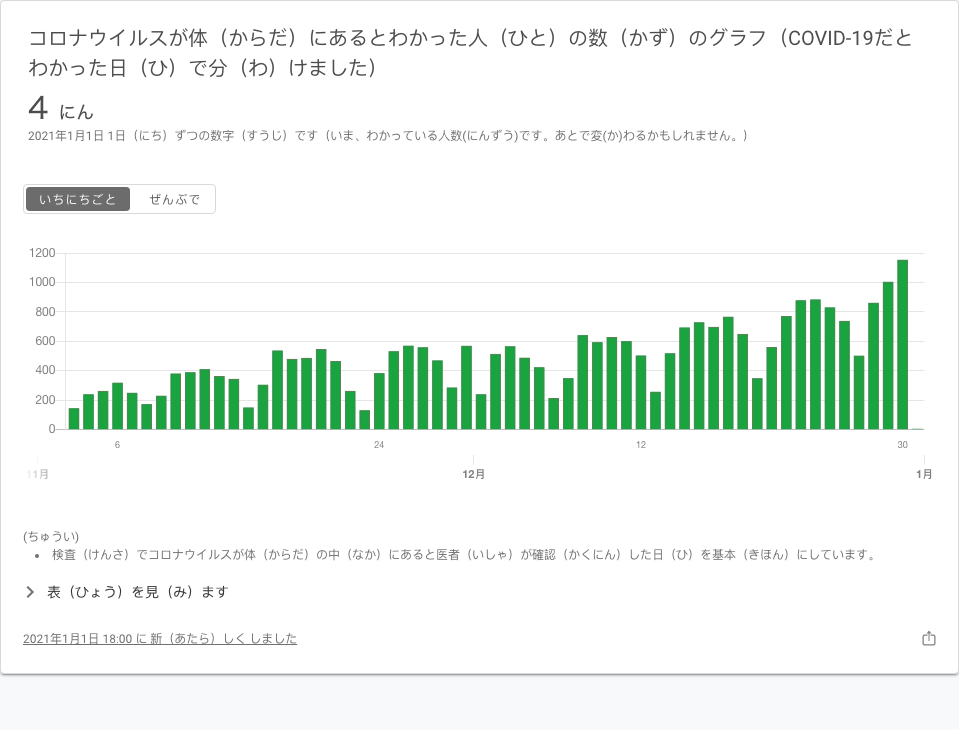 コロナウイルスが体（からだ）にあるとわかった人（ひと）の数（かず）のグラフ（COVID-19だと
わかった日（ひ）で分（わ）けました）
4 にん
2021年1月1日 1日（にち）ずつの数字（すうじ）です（いま、わかっている人数(にんずう)です。あとで変(か)わるかもしれません。）
いちにちごと ぜんぶで
1200
1000
800
600
400
200
0
6 24 12 30
11月 12月 1月
(ちゅうい)
• 検査（けんさ）でコロナウイルスが体（からだ）の中（なか）にあると医者（いしゃ）が確認（かくにん）した日（ひ）を基本（きほん）にしています。
表（ひょう）を見（み）ます
2021年1月1日 18:00 に 新（あたら）しく しました